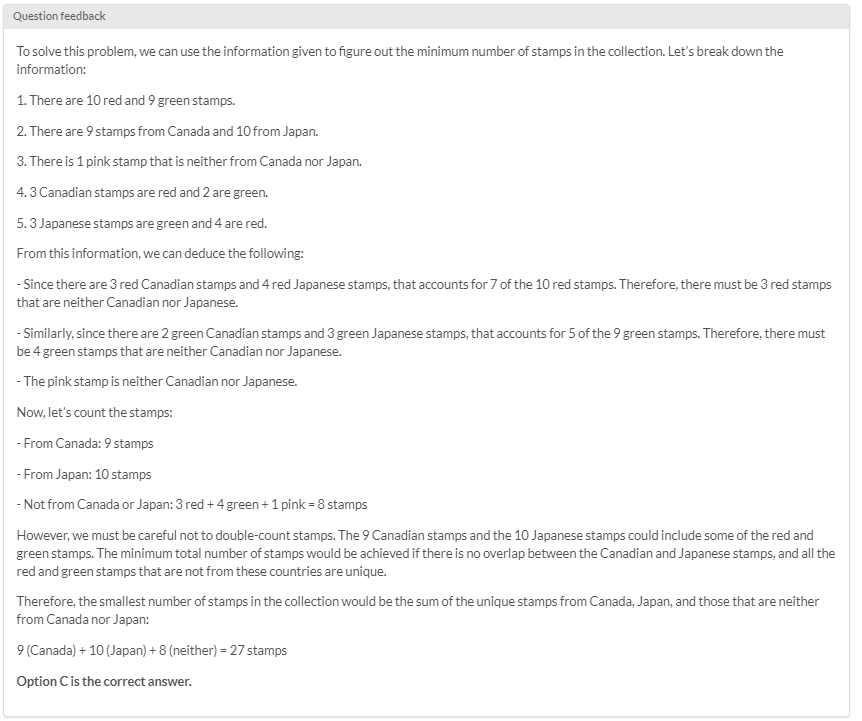 Question feedback
To solve this problem, we can use the information given to figure out the minimum number of stamps in the collection. Let's break down the
information:
1. There are 10 red and 9 green stamps.
2. There are 9 stamps from Canada and 10 from Japan.
3. There is 1 pink stamp that is neither from Canada nor Japan.
4. 3 Canadian stamps are red and 2 are green.
5. 3 Japanese stamps are green and 4 are red.
From this information, we can deduce the following:
- Since there are 3 red Canadian stamps and 4 red Japanese stamps, that accounts for 7 of the 10 red stamps. Therefore, there must be 3 red stamps
that are neither Canadian nor Japanese.
- Similarly, since there are 2 green Canadian stamps and 3 green Japanese stamps, that accounts for 5 of the 9 green stamps. Therefore, there must
be 4 green stamps that are neither Canadian nor Japanese.
- The pink stamp is neither Canadian nor Japanese.
Now, let's count the stamps:
- From Canada: 9 stamps
- From Japan: 10 stamps
- Not from Canada or Japan: 3 red + 4 green + 1 pink = 8 stamps
However, we must be careful not to double-count stamps. The 9 Canadian stamps and the 10 Japanese stamps could include some of the red and
green stamps. The minimum total number of stamps would be achieved if there is no overlap between the Canadian and Japanese stamps, and all the
red and green stamps that are not from these countries are unique.
Therefore, the smallest number of stamps in the collection would be the sum of the unique stamps from Canada, Japan, and those that are neither
from Canada nor Japan:
9 (Canada) + 10 (Japan) + 8 (neither) = 27 stamps
Option C is the correct answer.